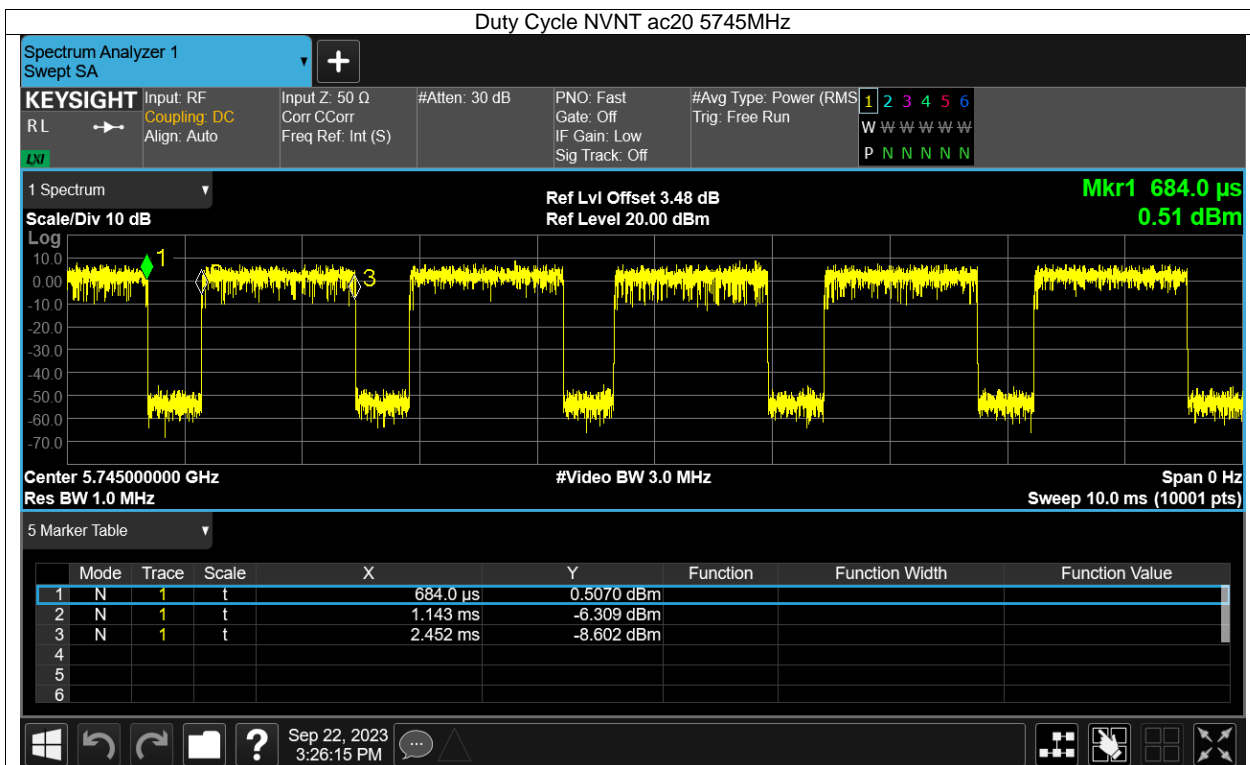 Duty Cycle NVNT ac20 5745MHz
Spectrum Analyzer 1
Swept SA
KEYSIGHT Input: RF Input Z: 50 Ω #Atten: 30 dB PNO: Fast #Avg Type: Power (RMS 1 2 3 4 5 6
RL Coupling: DC Corr CCorr Gate: Off Trig: Free Run
Align: Auto Freq Ref: Int (S) IF Gain: Low W W W W W W
LXI Sig Track: Off P N N N N N
1 Spectrum Ref Lvl Offset 3.48 dB Mkr1 684.0 µs
Scale/Div 10 dB Ref Level 20.00 dBm 0.51 dBm
Log
10.0 1
0.00 3
-10.0
-20.0
-30.0
-40.0
-50.0
-60.0
-70.0
Center 5.745000000 GHz #Video BW 3.0 MHz Span 0 Hz
Res BW 1.0 MHz Sweep 10.0 ms (10001 pts)
5 Marker Table
Mode Trace Scale X Y Function Function Width Function Value
1 N 1 t 684.0 µs 0.5070 dBm
2 N 1 t 1.143 ms -6.309 dBm
3 N 1 t 2.452 ms -8.602 dBm
4
5
6
? Sep 22, 2023
3:26:15 PM